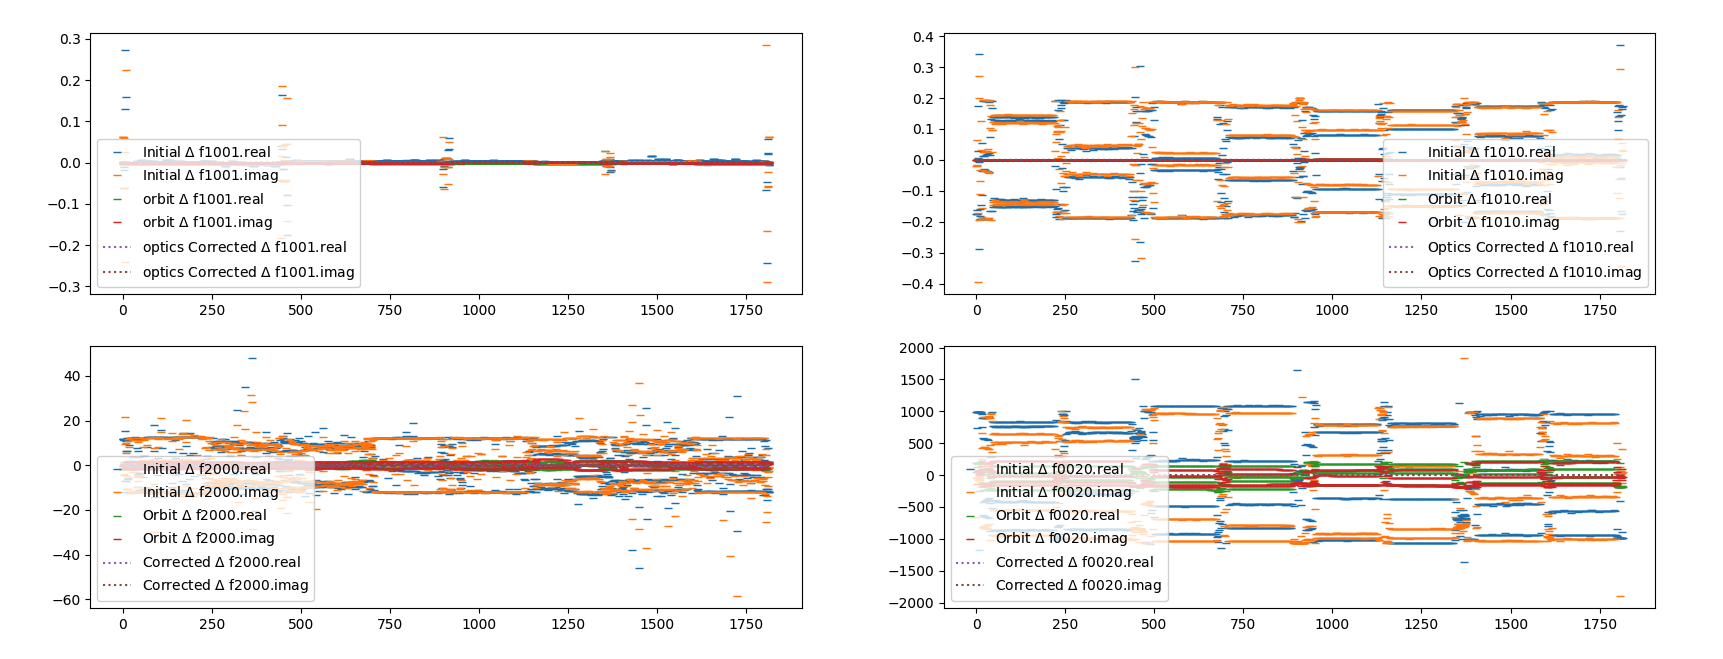 0.3
0.2
0.1
0.0
−0.1
−0.2
−0.3
0 250 500 750 1000 1250 1500 1750
Initial Δ f1001.real
Initial Δ f1001.imag
orbit Δ f1001.real
orbit Δ f1001.imag
optics Corrected Δ f1001.real
optics Corrected Δ f1001.imag
0.4
0.3
0.2
0.1
0.0
−0.1
−0.2
−0.3
−0.4
0 250 500 750 1000 1250 1500 1750
Initial Δ f1010.real
Initial Δ f1010.imag
Orbit Δ f1010.real
Orbit Δ f1010.imag
Optics Corrected Δ f1010.real
Optics Corrected Δ f1010.imag
40
20
0
−20
−40
−60
0 250 500 750 1000 1250 1500 1750
Initial Δ f2000.real
Initial Δ f2000.imag
Orbit Δ f2000.real
Orbit Δ f2000.imag
Corrected Δ f2000.real
Corrected Δ f2000.imag
2000
1500
1000
500
0
−500
−1000
−1500
−2000
0 250 500 750 1000 1250 1500 1750
Initial Δ f0020.real
Initial Δ f0020.imag
Orbit Δ f0020.real
Orbit Δ f0020.imag
Corrected Δ f0020.real
Corrected Δ f0020.imag